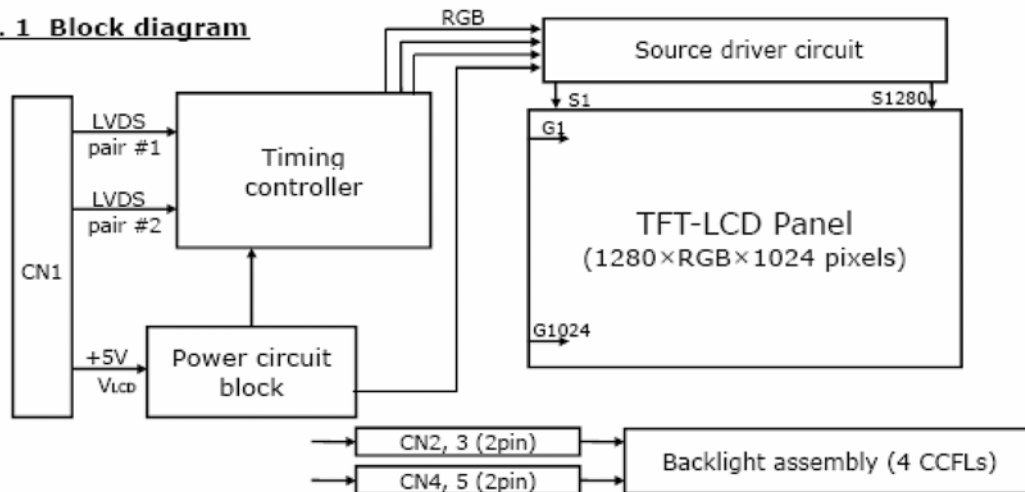 . 1 Block diagram
RGB
Source driver circuit
S1
S1280
CN1
LVDS
pair #1
LVDS
pair #2
Timing
controller
G1
TFT-LCD Panel
(1280×RGB×1024 pixels)
G1024
+5V
VLCD
Power circuit
block
CN2, 3 (2pin)
CN4, 5 (2pin)
Backlight assembly (4 CCFLs)